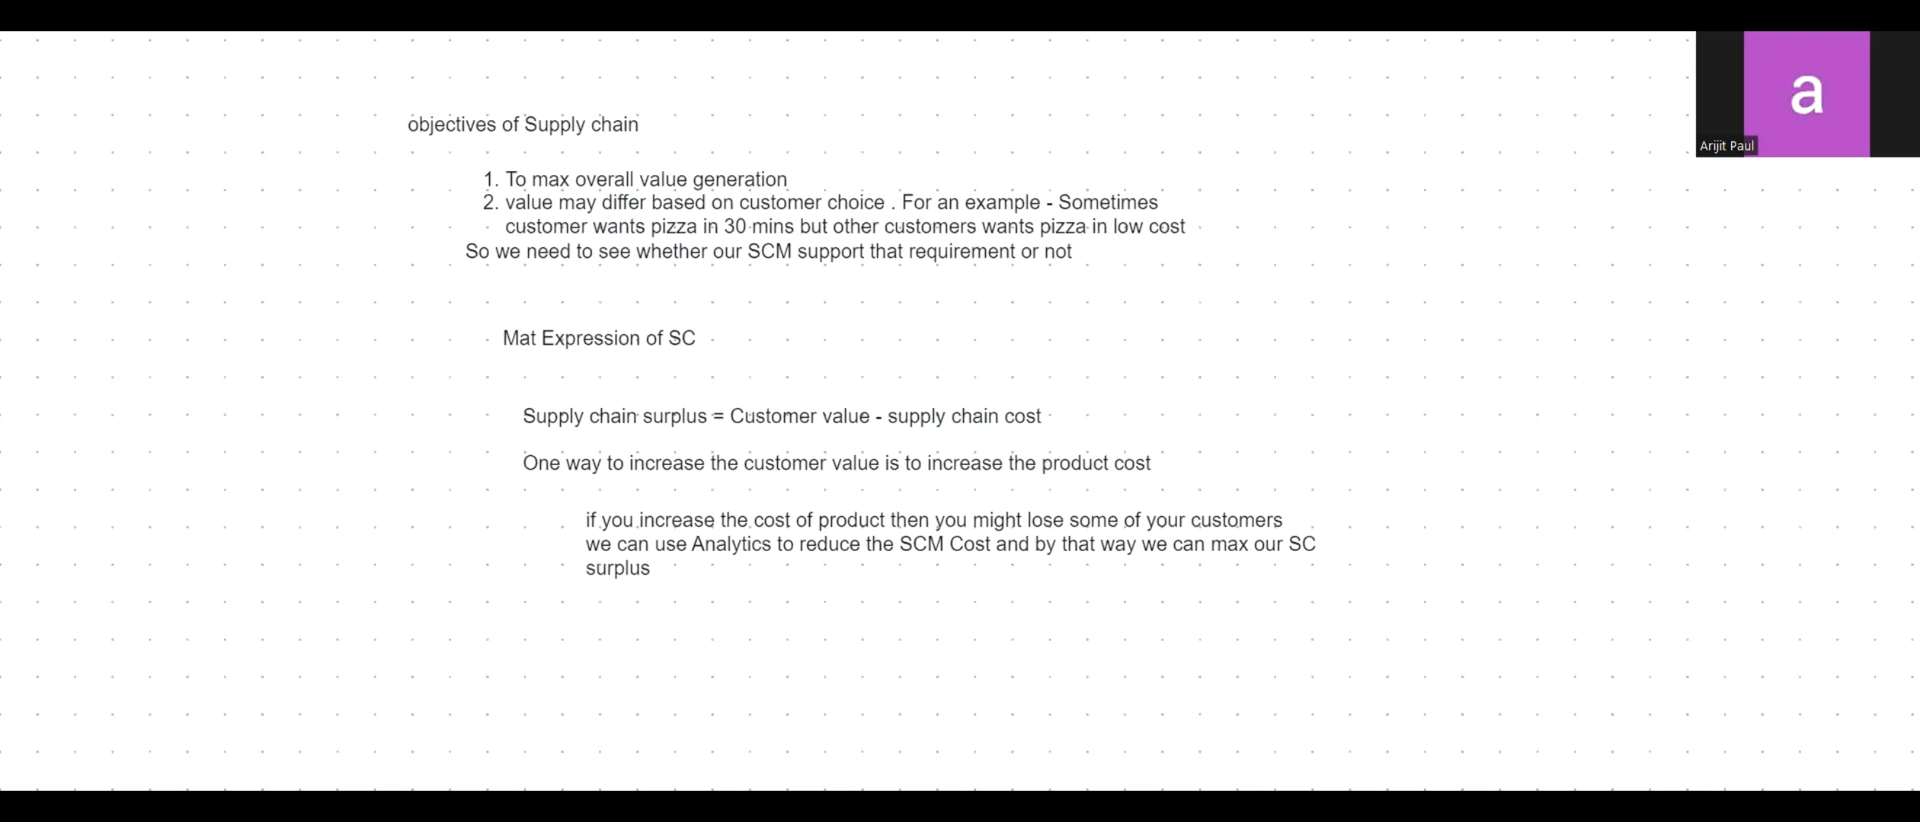 objectives of Supply chain
1. To max overall value generation
2. value may differ based on customer choice . For an example - Sometimes
customer wants pizza in 30 mins but other customers wants pizza in low cost
So we need to see whether our SCM support that requirement or not
Mat Expression of SC
Supply chain surplus = Customer value - supply chain cost
One way to increase the customer value is to increase the product cost
if you increase the cost of product then you might lose some of your customers
we can use Analytics to reduce the SCM Cost and by that way we can max our SC
surplus
a
Arijit Paul